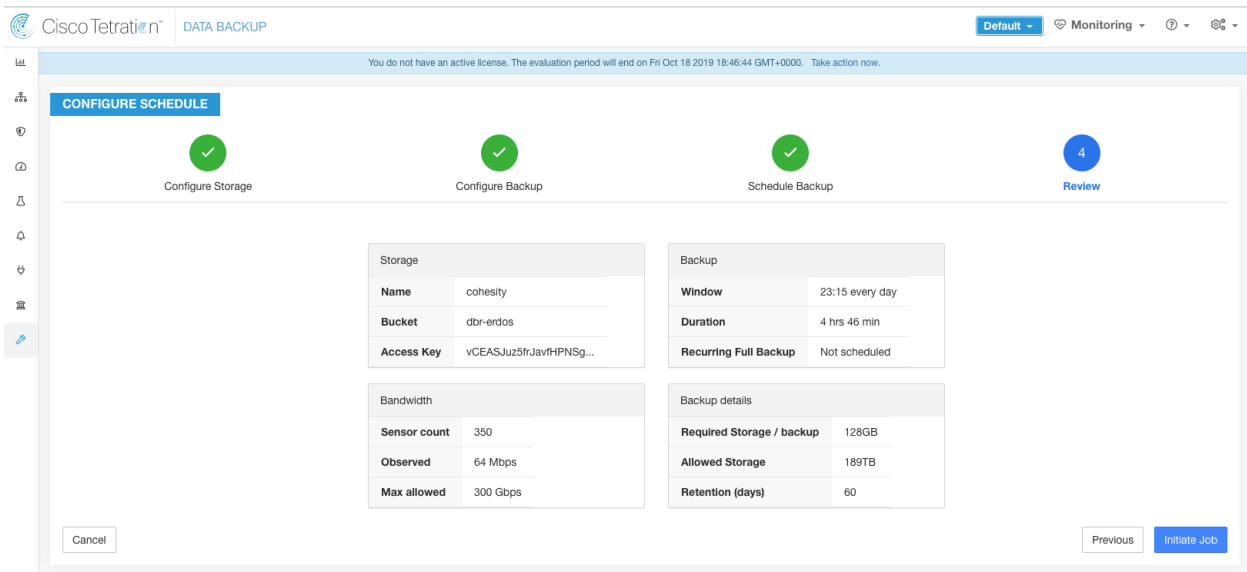 Cisco Tetration™ DATA BACKUP Default Monitoring
You do not have an active license. The evaluation period will end on Fri Oct 18 2019 18:46:44 GMT+0000. Take action now.
CONFIGURE SCHEDULE
4
Configure Storage Configure Backup Schedule Backup Review
Storage
Name cohesity
Bucket dbr-erdos
Access Key vCEASJuz5frJavfHPNSg...
Backup
Window 23:15 every day
Duration 4 hrs 46 min
Recurring Full Backup Not scheduled
Bandwidth
Sensor count 350
Observed 64 Mbps
Max allowed 300 Gbps
Backup details
Required Storage / backup 128GB
Allowed Storage 189TB
Retention (days) 60
Cancel Previous Initiate Job